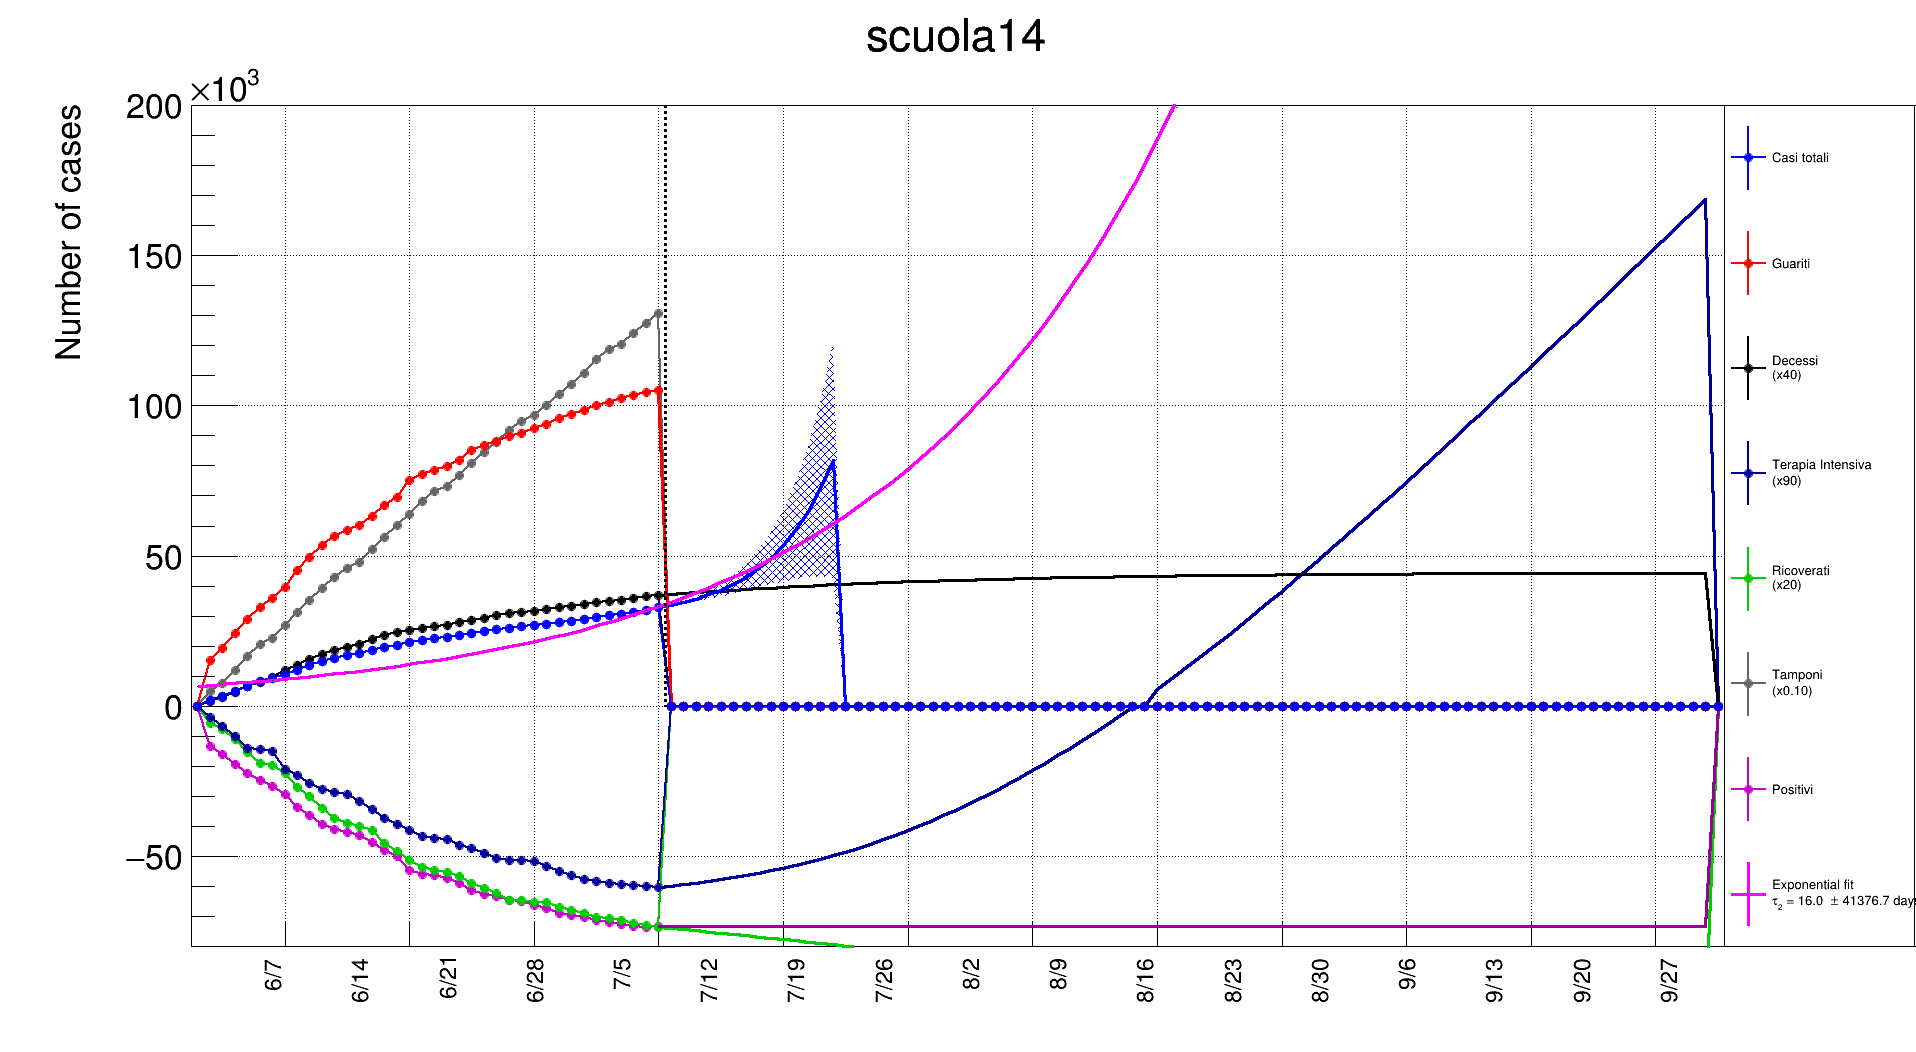 scuola14
×10³
Number of cases
200
150
100
50
0
−50
6/7
6/14
6/21
6/28
7/5
7/12
7/19
7/26
8/2
8/9
8/16
8/23
8/30
9/6
9/13
9/20
9/27
Casi totali
Guariti
Decessi
(x40)
Terapia Intensiva
(x90)
Ricoverati
(x20)
Tamponi
(x0.10)
Positivi
Exponential fit
τ₂ = 16.0 ± 41376.7 day